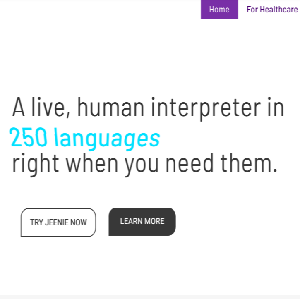 Home For Healthcare
A live, human interpreter in
250 languages
right when you need them.
TRY JEENIE NOW LEARN MORE